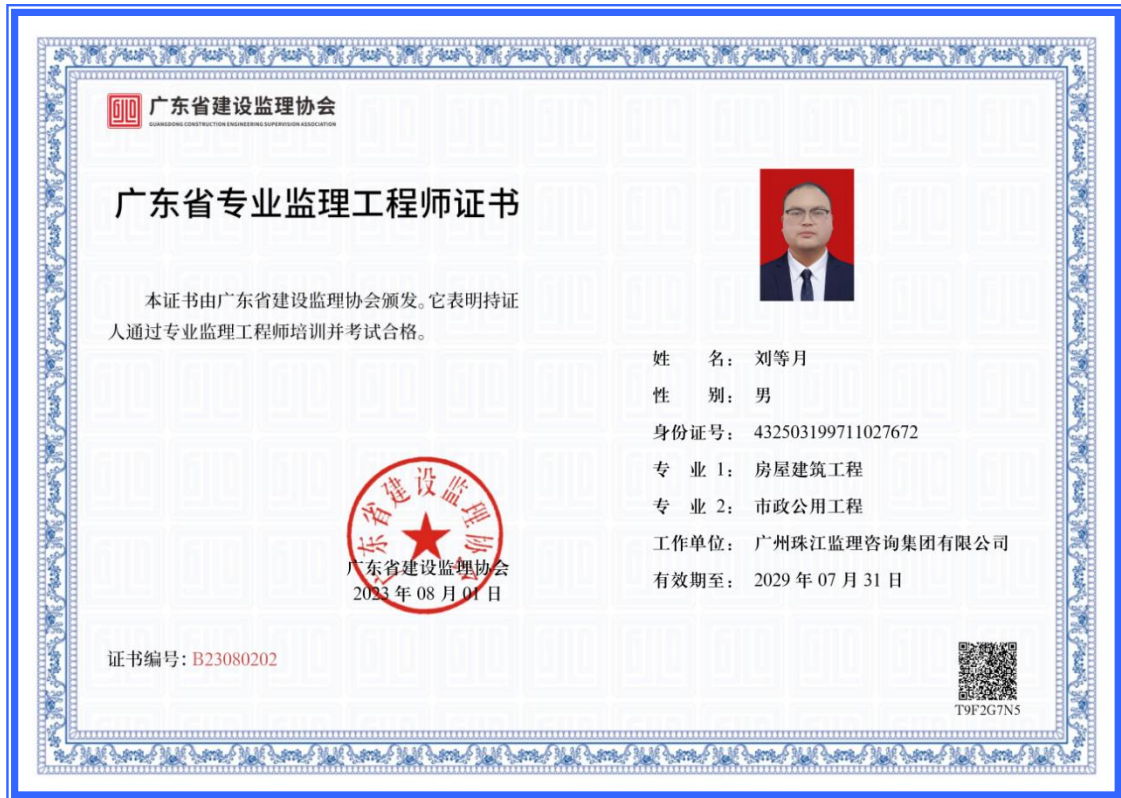 广东省建设监理协会
GUANGDONG CONSTRUCTION ENGINEERING SUPERVISION ASSOCIATION
广东省专业监理工程师证书
本证书由广东省建设监理协会颁发。它表明持证
人通过专业监理工程师培训并考试合格。
姓 名: 刘等月
性 别: 男
身份证号: 432503199711027672
专 业 1: 房屋建筑工程
专 业 2: 市政公用工程
工作单位: 广州珠江监理咨询集团有限公司
有效期至: 2029 年 07 月 31 日
广东省建设监理协会
广东省建设监理协会
2023 年 08 月 01 日
证书编号: B23080202
T9F2G7N5